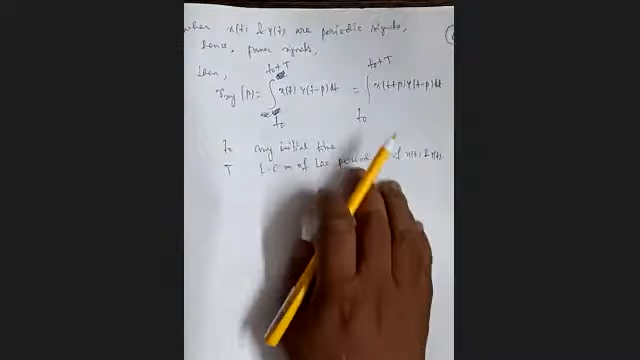 when x(t) & y(t) are periodic signals,
hence, power signals,
then,
t₀+T t₀+T
rxy (p) = ∫ x(t) y(t-p) dt = ∫ x(t+p) y(t-p) dt
t₀ t₀
t₀ any initial time
T L.C.m of periods of x(t) & y(t).